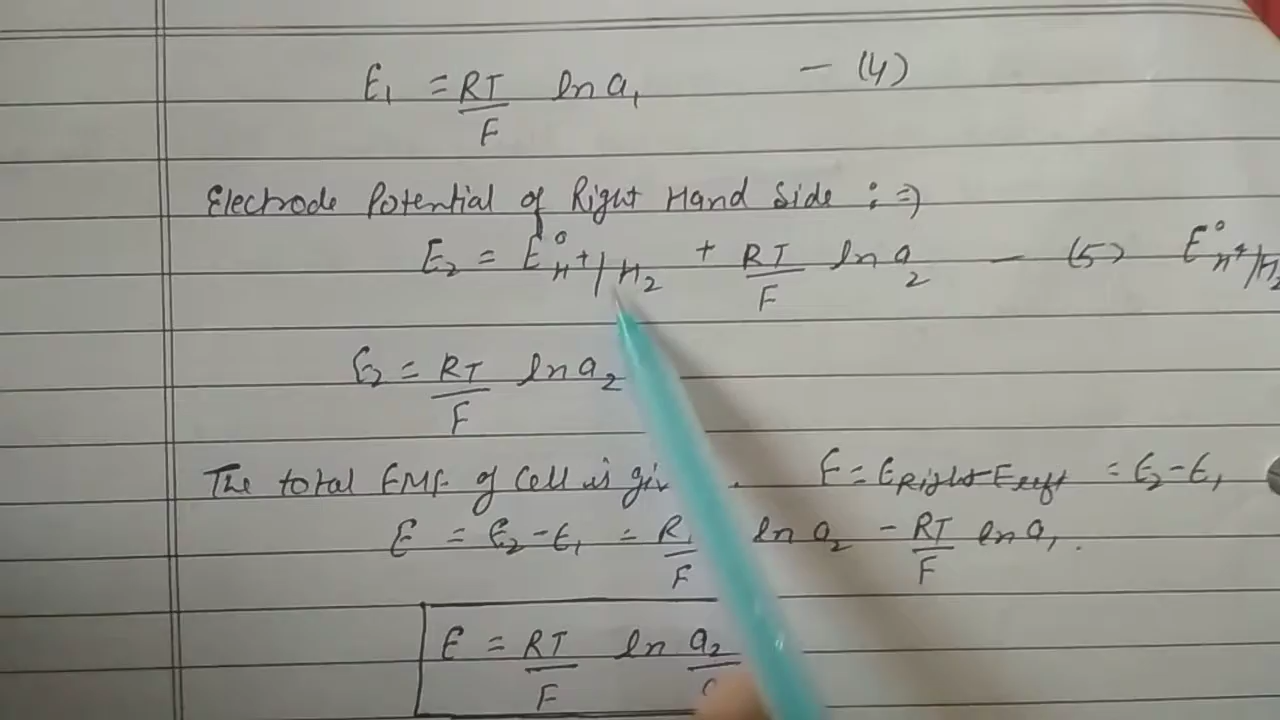 E₁ = RT/F ln a₁ — (4)
Electrode Potential of Right Hand Side : ⇒
E₂ = E°H⁺/H₂ + RT/F ln a₂ — (5) E°H⁺/H₂
E₂ = RT/F ln a₂
The total EMF of cell is E = ERight - ELeft = E₂ - E₁
E = E₂ - E₁ = R/F ln a₂ - RT/F ln a₁.
E = RT/F ln a₂